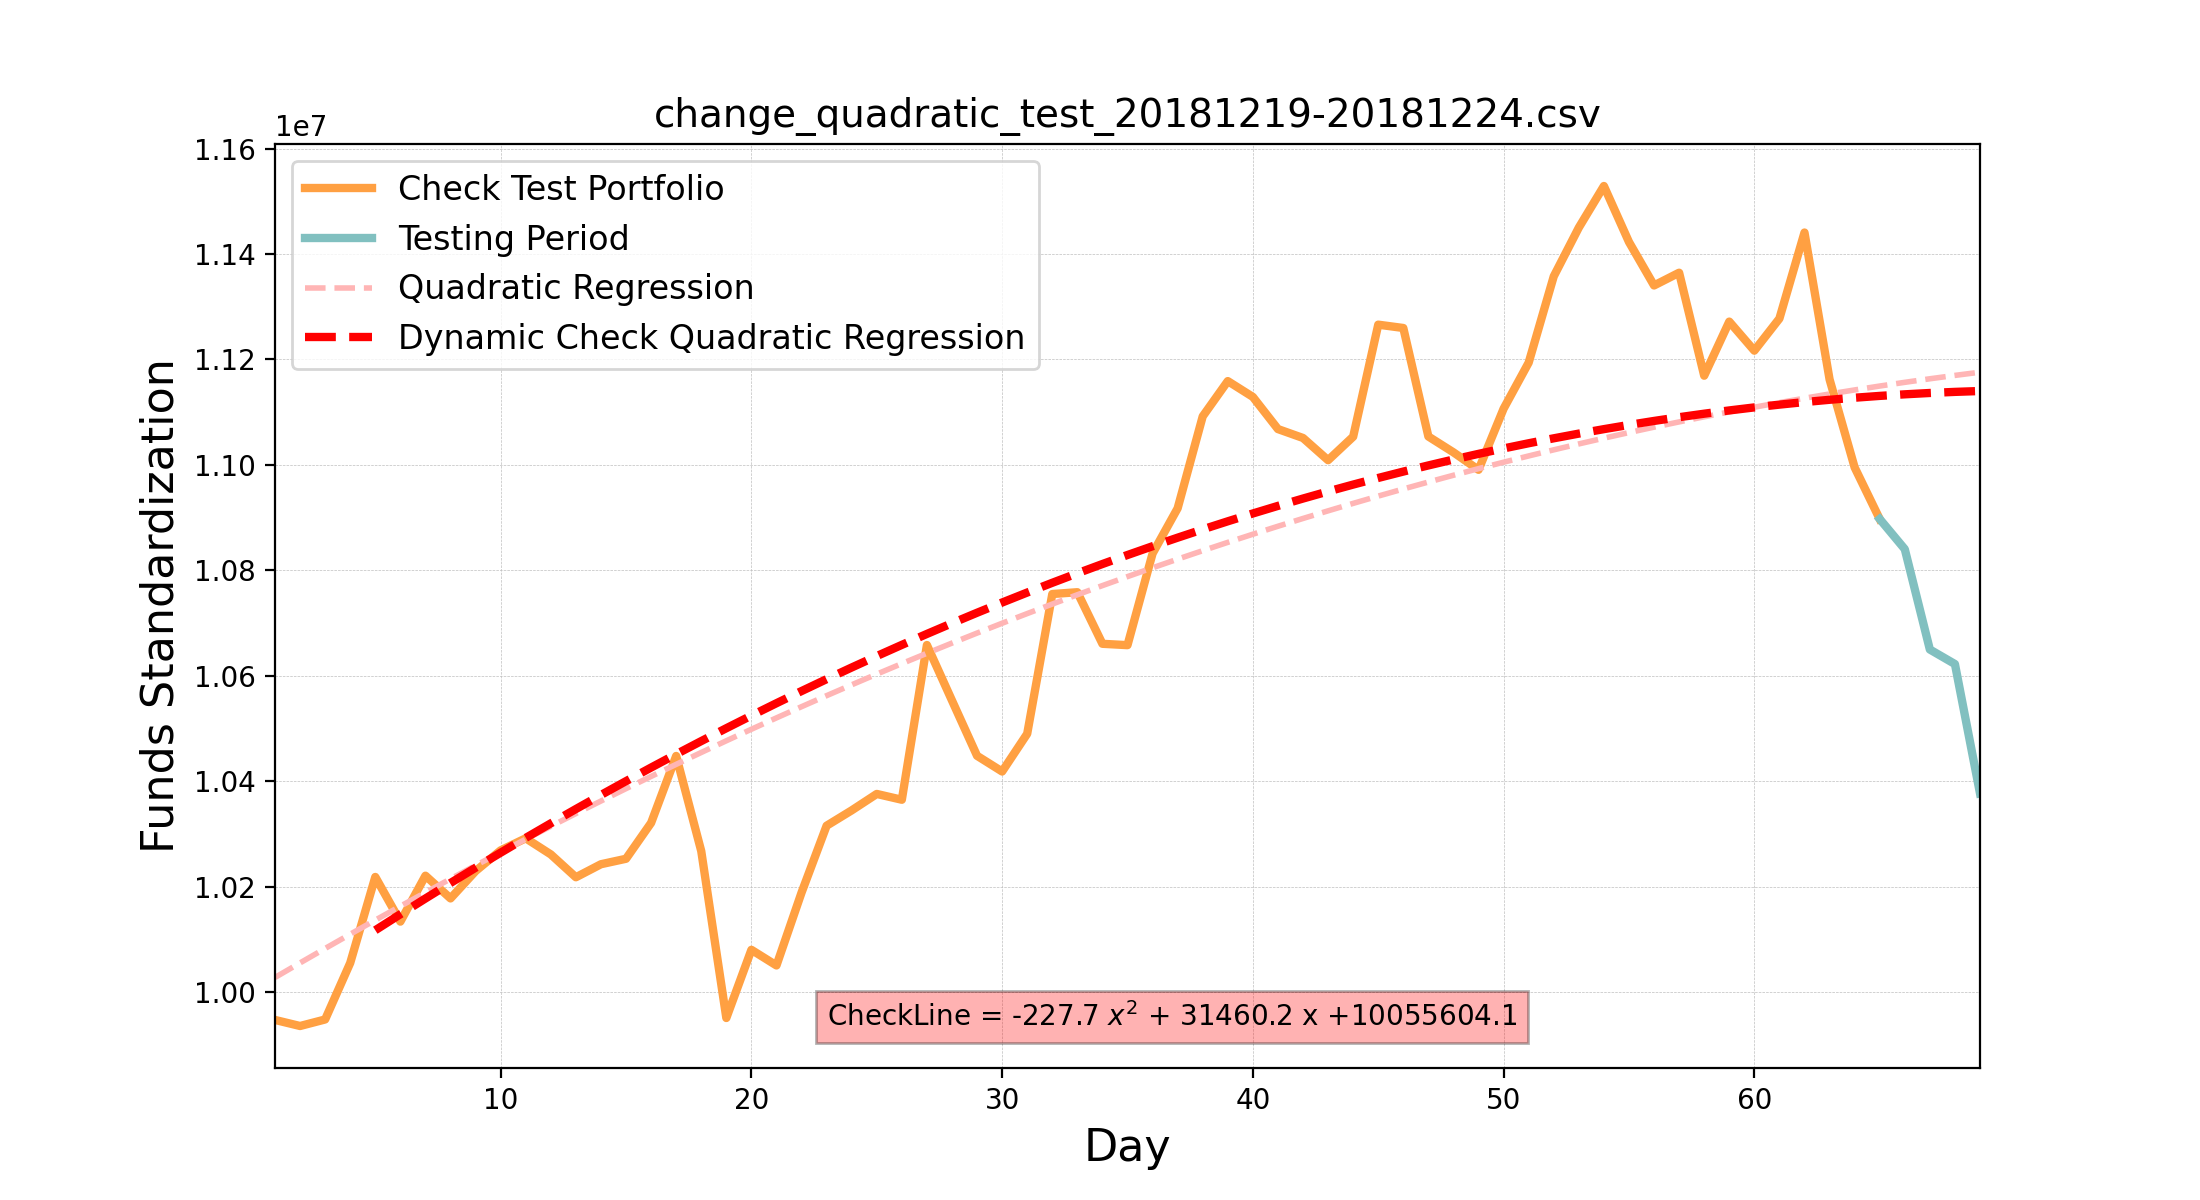 change_quadratic_test_20181219-20181224.csv
1e7
1.16
1.14
1.12
1.10
1.08
1.06
1.04
1.02
1.00
Funds Standardization
Check Test Portfolio
Testing Period
Quadratic Regression
Dynamic Check Quadratic Regression
CheckLine = -227.7 x² + 31460.2 x +10055604.1
10 20 30 40 50 60
Day